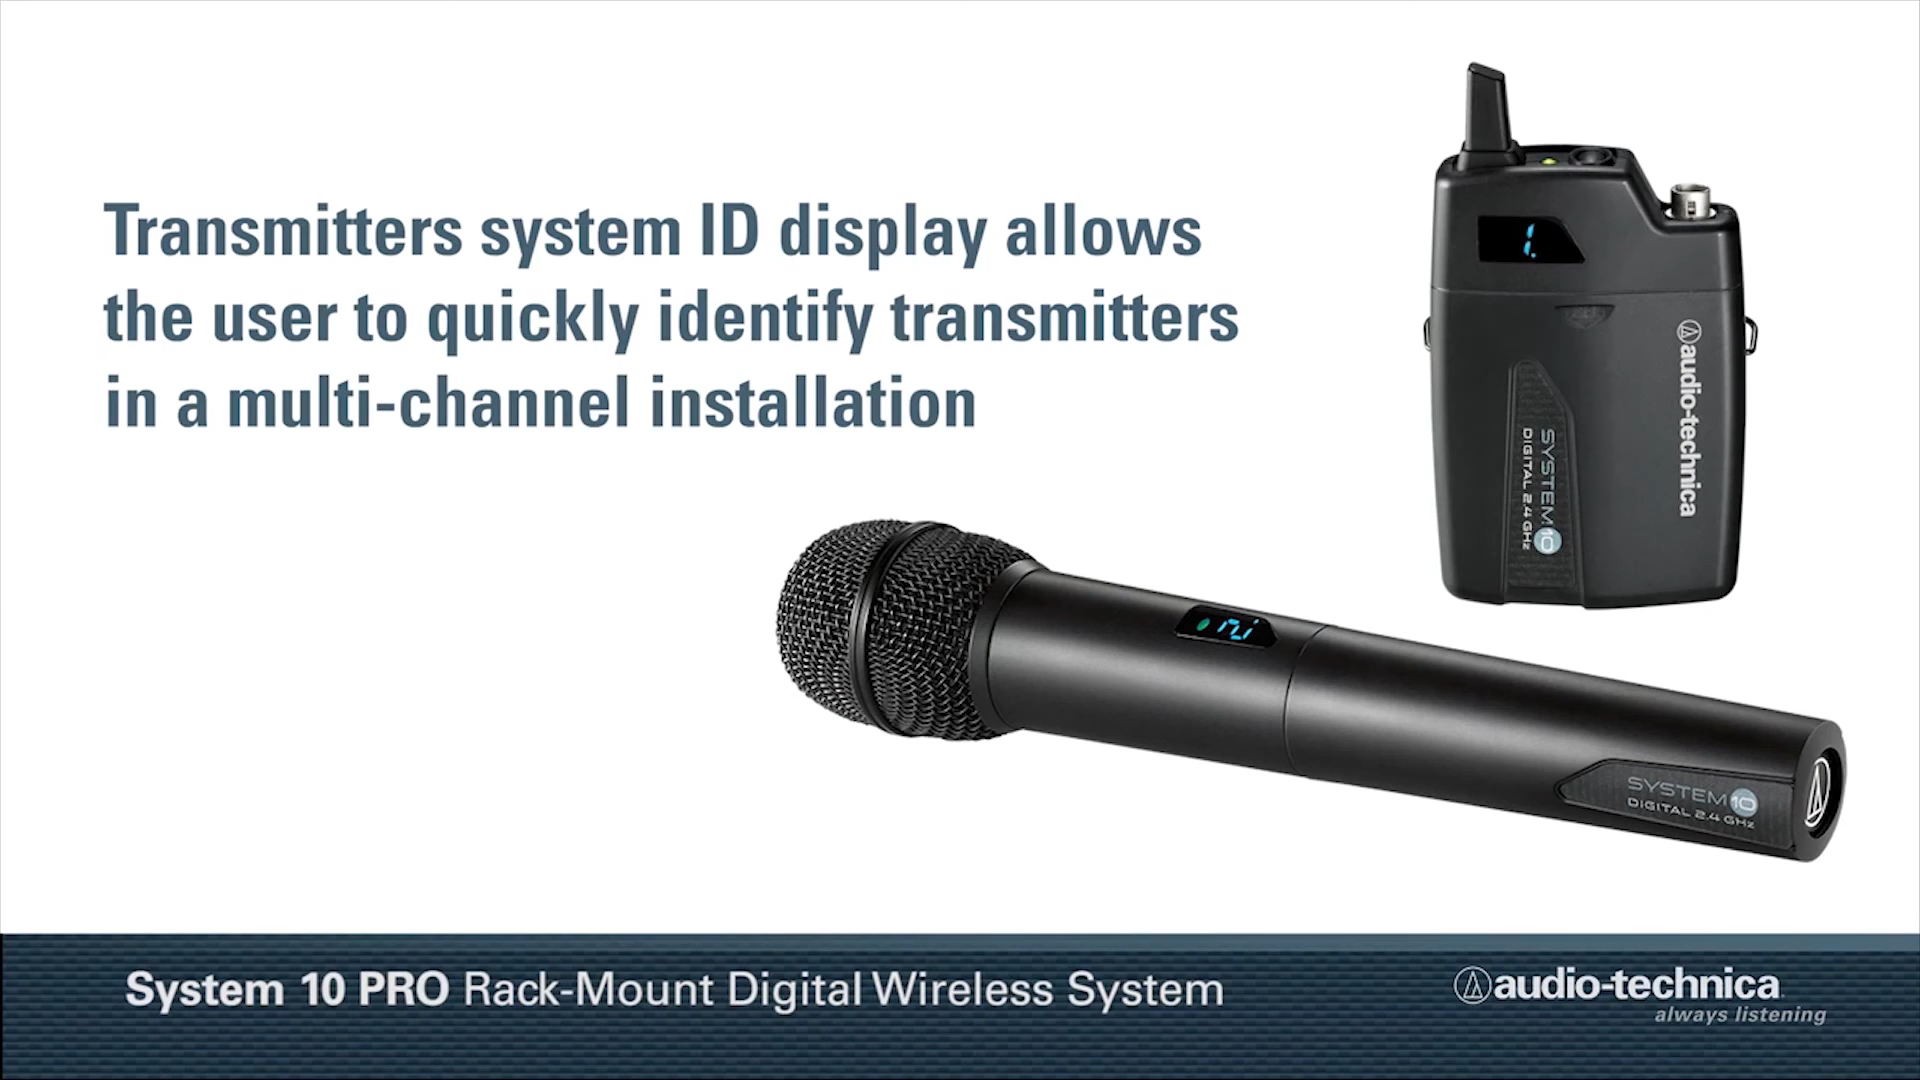 Transmitters system ID display allows
the user to quickly identify transmitters
in a multi-channel installation
1.
audio-technica
SYSTEM 10
DIGITAL 2.4 GHz
SYSTEM 10
DIGITAL 2.4 GHz
System 10 PRO Rack-Mount Digital Wireless System
audio-technica
always listening